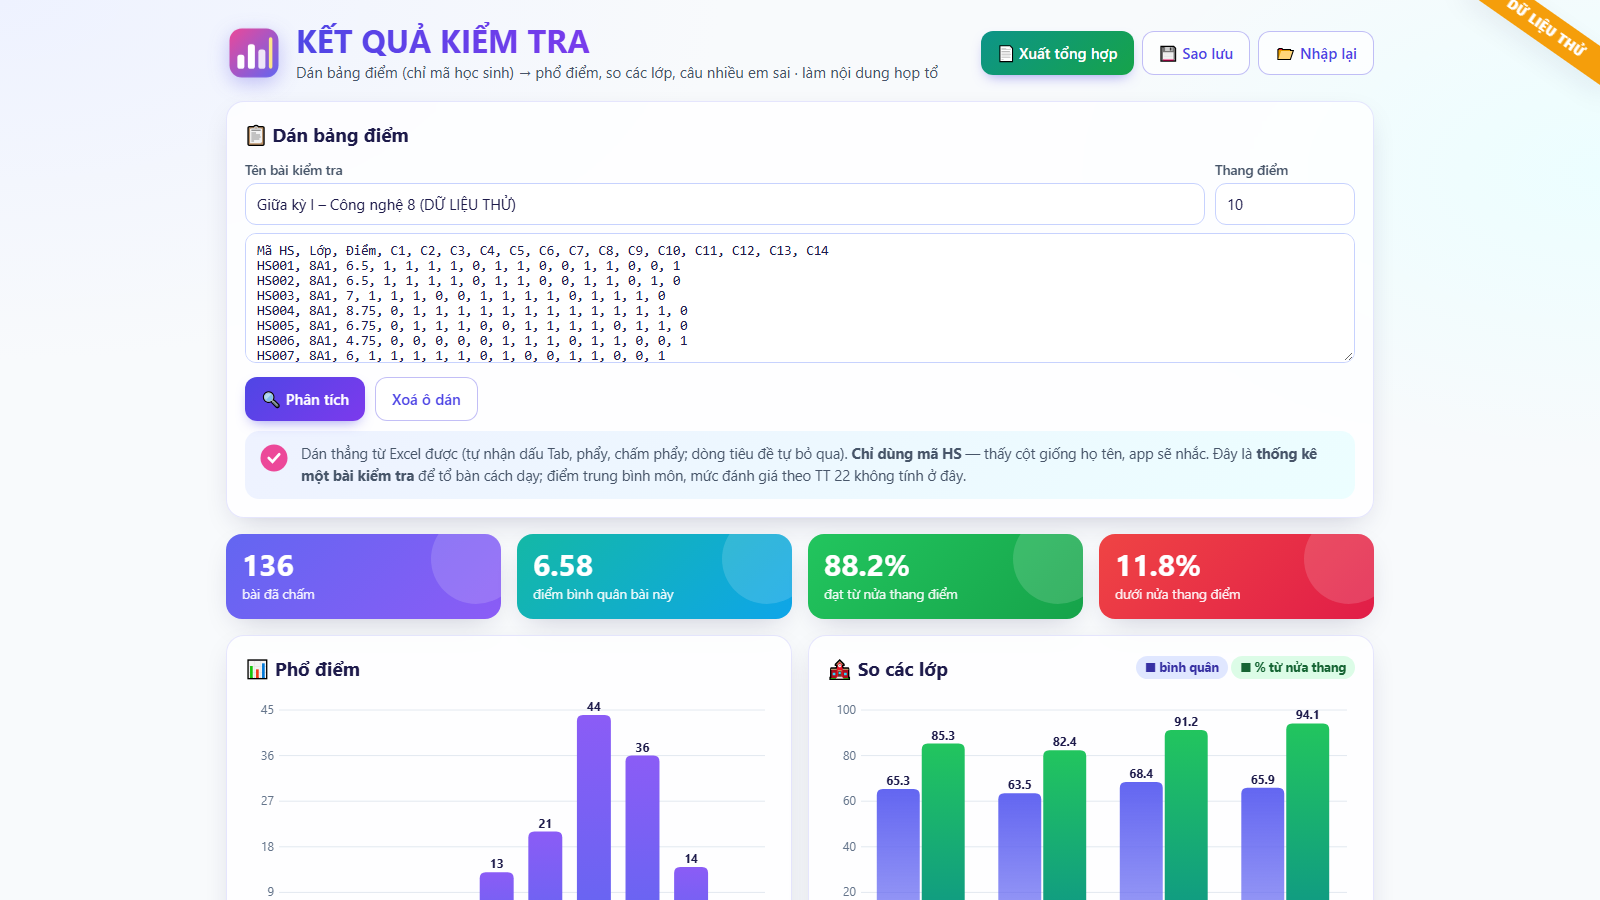 KẾT QUẢ KIỂM TRA
Dán bảng điểm (chỉ mã học sinh) → phổ điểm, so các lớp, câu nhiều em sai · làm nội dung họp tổ
Xuất tổng hợp
Sao lưu
Nhập lại
DỮ LIỆU THỬ
Dán bảng điểm
Tên bài kiểm tra
Thang điểm
Giữa kỳ I – Công nghệ 8 (DỮ LIỆU THỬ)
10
Mã HS, Lớp, Điểm, C1, C2, C3, C4, C5, C6, C7, C8, C9, C10, C11, C12, C13, C14
HS001, 8A1, 6.5, 1, 1, 1, 1, 0, 1, 1, 0, 0, 1, 1, 0, 0, 1
HS002, 8A1, 6.5, 1, 1, 1, 1, 0, 1, 1, 0, 0, 1, 1, 0, 1, 0
HS003, 8A1, 7, 1, 1, 1, 0, 0, 1, 1, 1, 1, 0, 1, 1, 1, 0
HS004, 8A1, 8.75, 0, 1, 1, 1, 1, 1, 1, 1, 1, 1, 1, 1, 1, 0
HS005, 8A1, 6.75, 0, 1, 1, 1, 0, 0, 1, 1, 1, 1, 0, 1, 1, 0
HS006, 8A1, 4.75, 0, 0, 0, 0, 0, 1, 1, 1, 0, 1, 1, 0, 0, 1
HS007, 8A1, 6, 1, 1, 1, 1, 1, 0, 1, 0, 0, 1, 1, 0, 0, 1
Phân tích
Xoá ô dán
Dán thẳng từ Excel được (tự nhận dấu Tab, phẩy, chấm phẩy; dòng tiêu đề tự bỏ qua). Chỉ dùng mã HS — thấy cột giống họ tên, app sẽ nhắc. Đây là thống kê
một bài kiểm tra để tổ bàn cách dạy; điểm trung bình môn, mức đánh giá theo TT 22 không tính ở đây.
136
bài đã chấm
6.58
điểm bình quân bài này
88.2%
đạt từ nửa thang điểm
11.8%
dưới nửa thang điểm
Phổ điểm
45
36
27
18
9
13
21
44
36
14
So các lớp
bình quân
% từ nửa thang
100
80
60
40
20
65.3
85.3
63.5
82.4
68.4
91.2
65.9
94.1